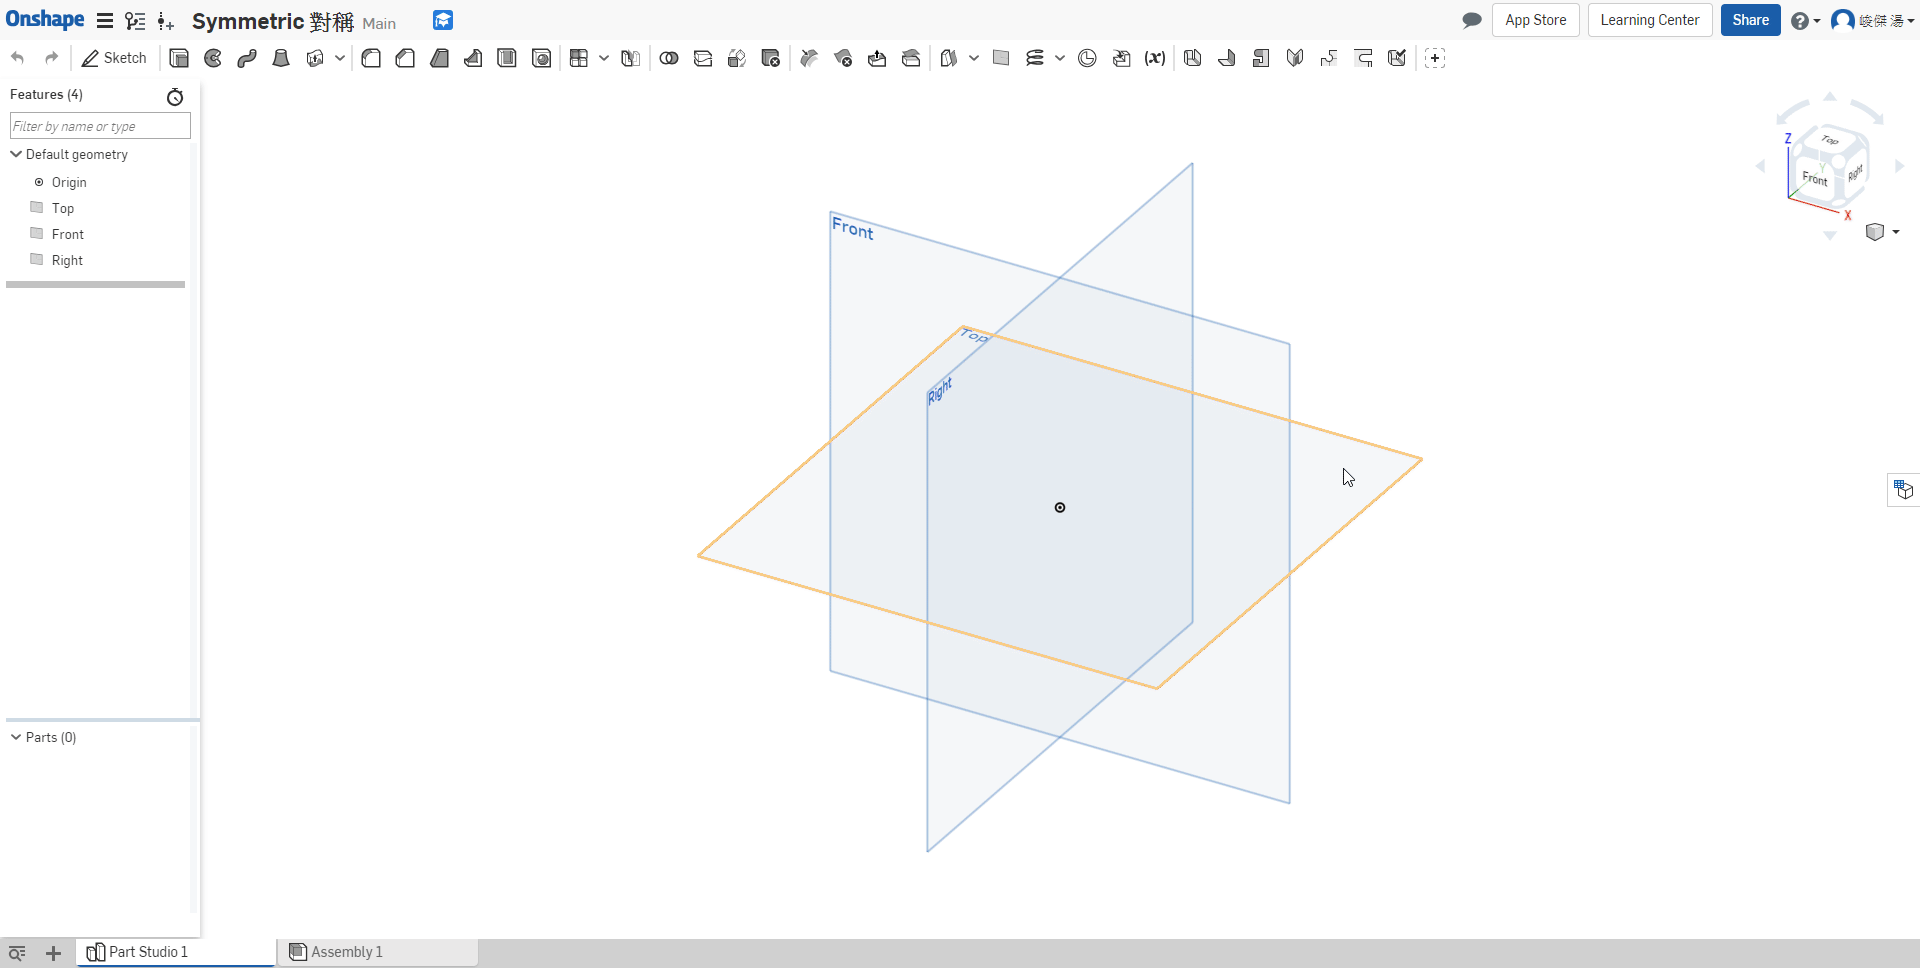 Onshape Symmetric 對稱 Main App Store Learning Center Share 峻傑 湯
Sketch (x)
Features (4)
Filter by name or type
Default geometry
Origin
Top
Front
Right
Parts (0)
Front
Top
Right
Z
Top
Y
Front
Right
X
Part Studio 1 Assembly 1